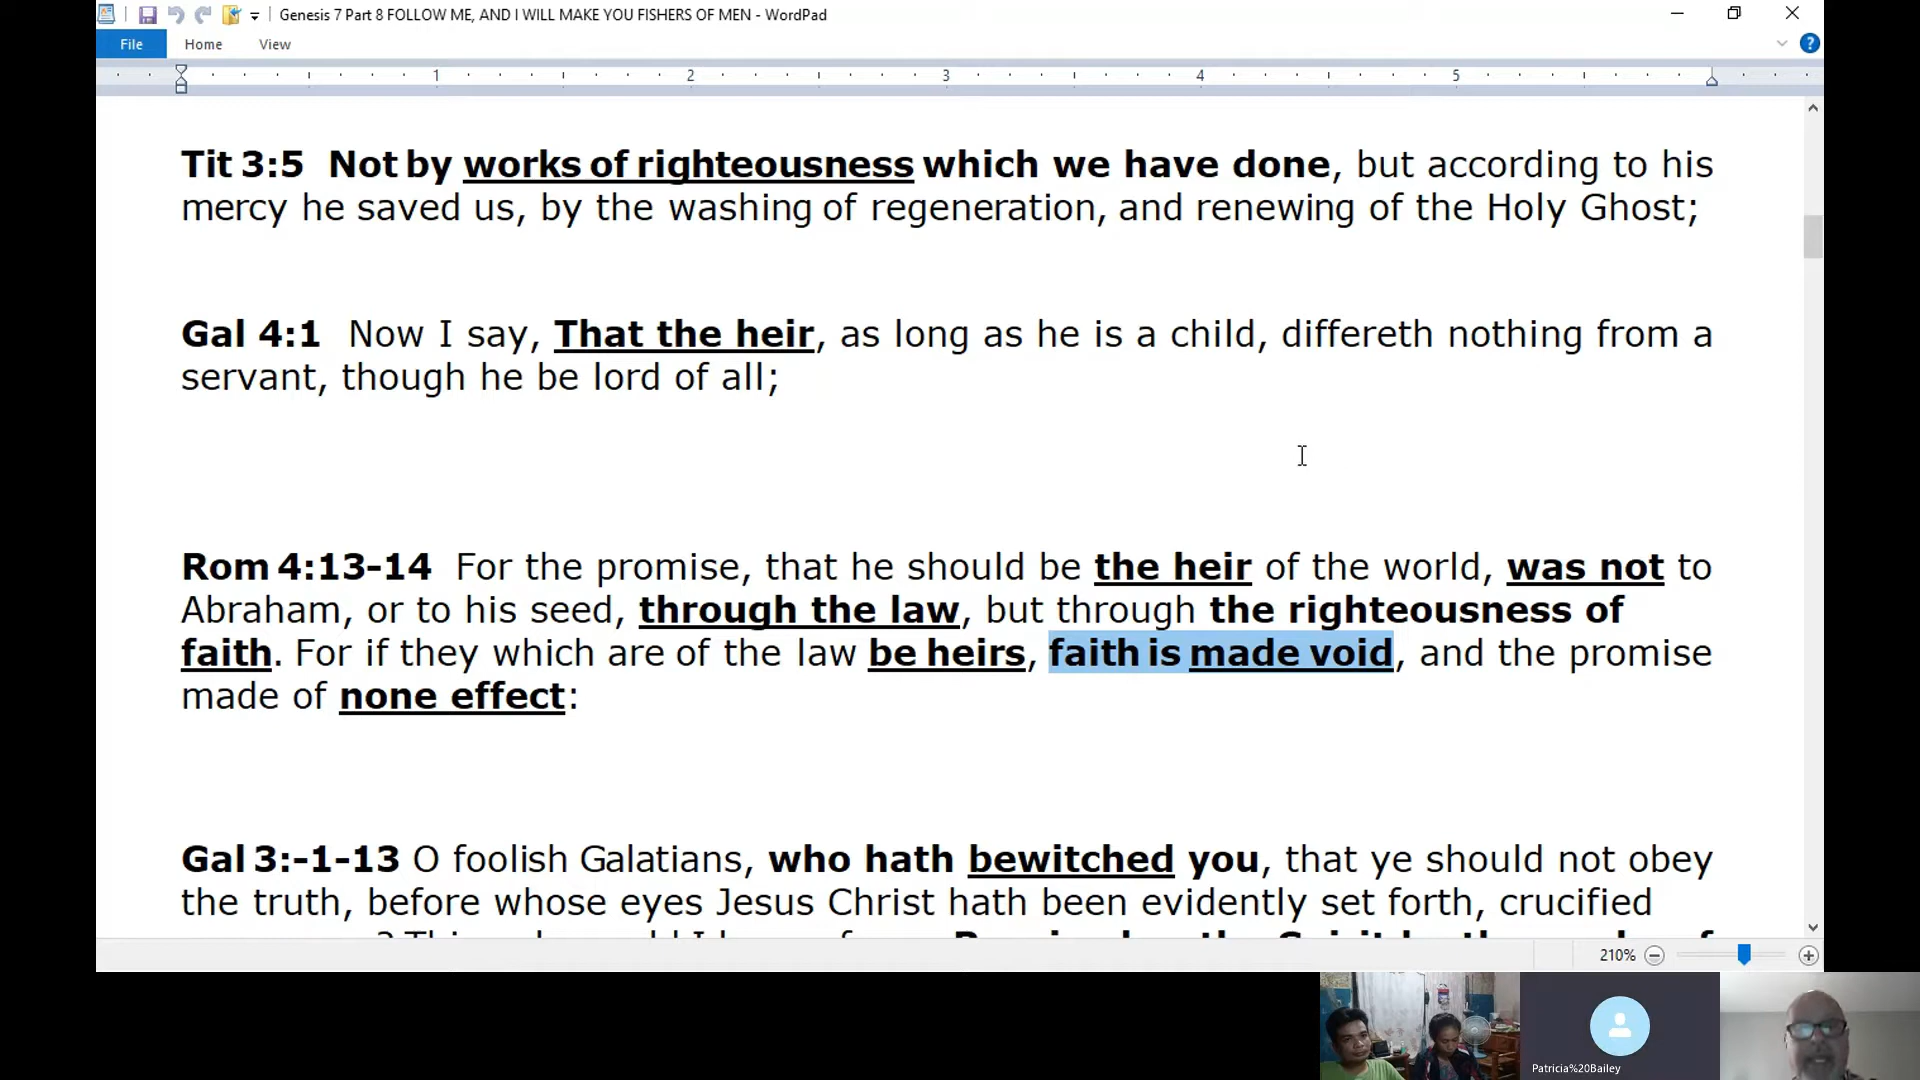 Genesis 7 Part 8 FOLLOW ME, AND I WILL MAKE YOU FISHERS OF MEN - WordPad
File Home View
1 2 3 4 5
Tit 3:5 Not by works of righteousness which we have done, but according to his
mercy he saved us, by the washing of regeneration, and renewing of the Holy Ghost;
Gal 4:1 Now I say, That the heir, as long as he is a child, differeth nothing from a
servant, though he be lord of all;
Rom 4:13-14 For the promise, that he should be the heir of the world, was not to
Abraham, or to his seed, through the law, but through the righteousness of
faith. For if they which are of the law be heirs, faith is made void, and the promise
made of none effect:
Gal 3:-1-13 O foolish Galatians, who hath bewitched you, that ye should not obey
the truth, before whose eyes Jesus Christ hath been evidently set forth, crucified
210%
Patricia%20Bailey